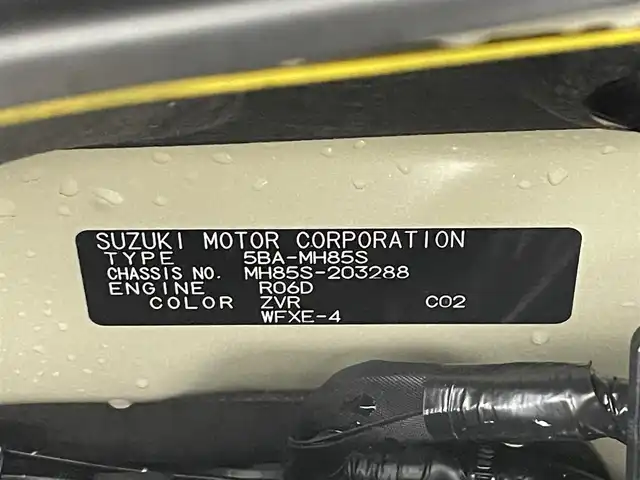 SUZUKI MOTOR CORPORATION
TYPE 5BA-MH85S
CHASSIS NO. MH85S-203288
ENGINE R06D
COLOR ZVR C02
WFXE-4